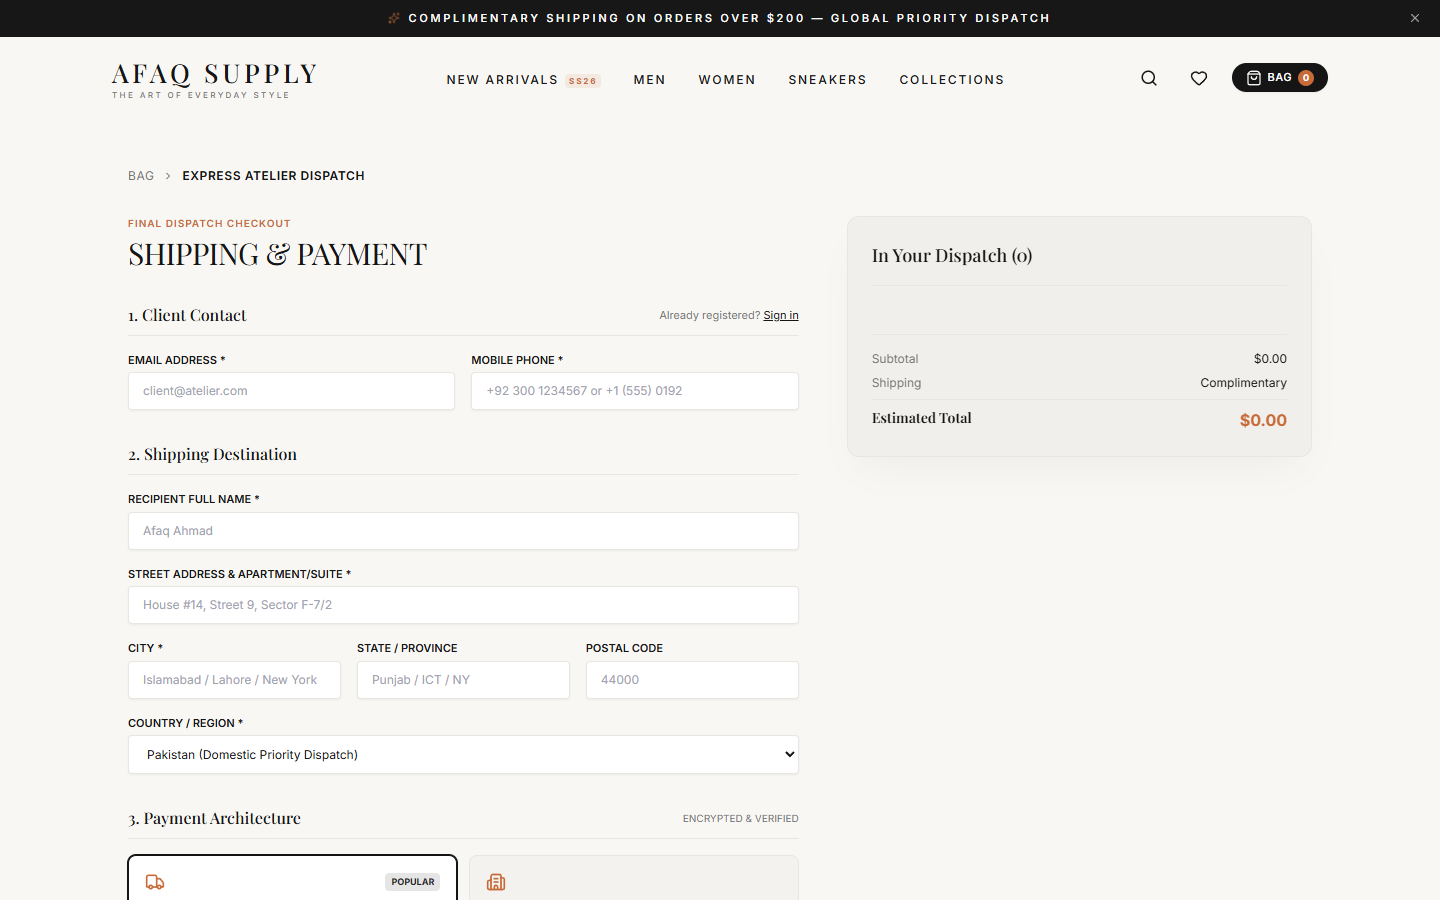 COMPLIMENTARY SHIPPING ON ORDERS OVER $200 — GLOBAL PRIORITY DISPATCH
AFAQ SUPPLY
THE ART OF EVERYDAY STYLE
NEW ARRIVALS SS26 MEN WOMEN SNEAKERS COLLECTIONS
BAG 0
BAG > EXPRESS ATELIER DISPATCH
FINAL DISPATCH CHECKOUT
SHIPPING & PAYMENT
1. Client Contact
Already registered? Sign in
EMAIL ADDRESS * MOBILE PHONE *
client@atelier.com +92 300 1234567 or +1 (555) 0192
2. Shipping Destination
RECIPIENT FULL NAME *
Afaq Ahmad
STREET ADDRESS & APARTMENT/SUITE *
House #14, Street 9, Sector F-7/2
CITY * STATE / PROVINCE POSTAL CODE
Islamabad / Lahore / New York Punjab / ICT / NY 44000
COUNTRY / REGION *
Pakistan (Domestic Priority Dispatch)
3. Payment Architecture
ENCRYPTED & VERIFIED
POPULAR
In Your Dispatch (0)
Subtotal $0.00
Shipping Complimentary
Estimated Total $0.00